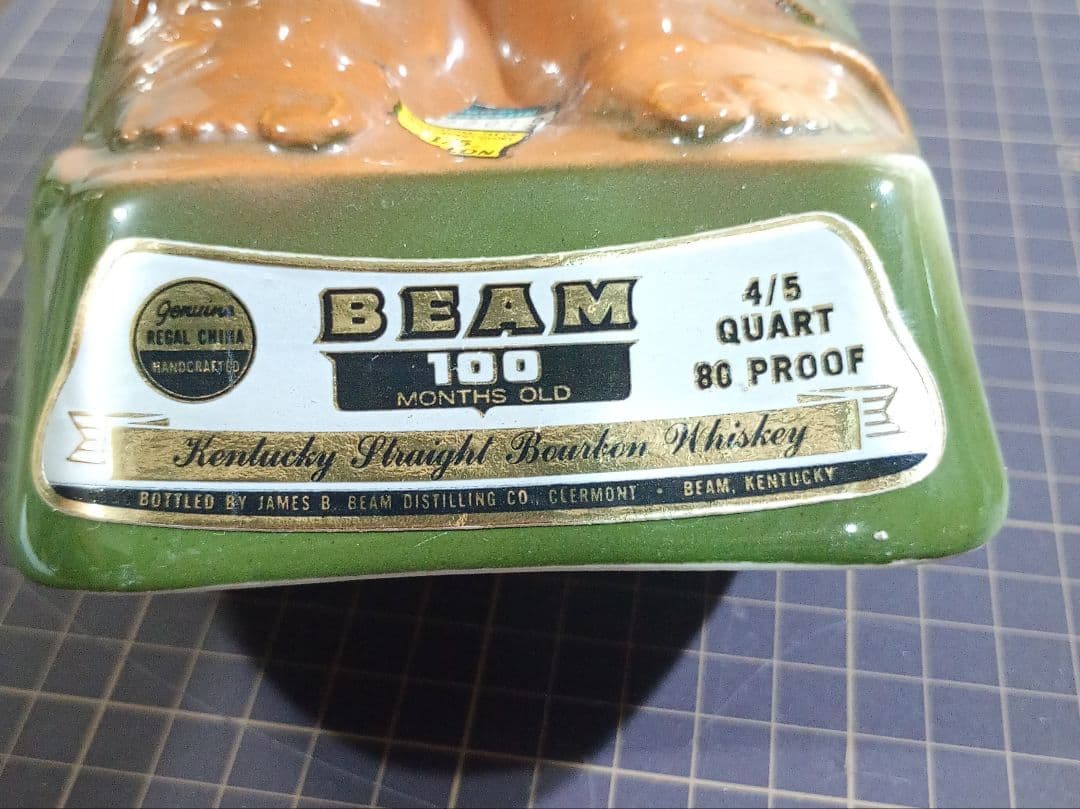 Genuine
REGAL CHINA
HANDCRAFTED
BEAM
100
MONTHS OLD
4/5
QUART
80 PROOF
Kentucky Straight Bourbon Whiskey
BOTTLED BY JAMES B. BEAM DISTILLING CO., CLERMONT · BEAM, KENTUCKY